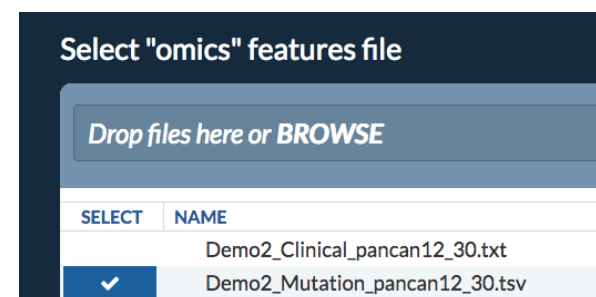 Select "omics" features file
Drop files here or BROWSE
SELECT NAME
Demo2_Clinical_pancan12_30.txt
Demo2_Mutation_pancan12_30.tsv